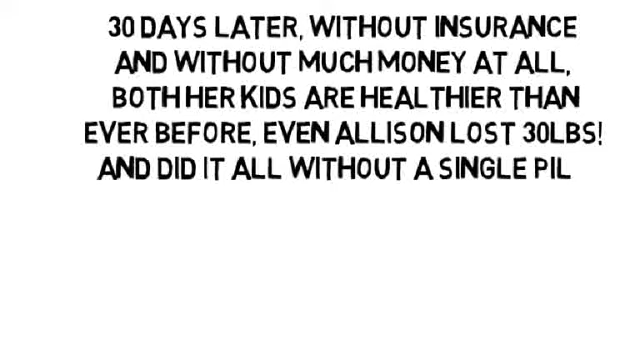 30 DAYS LATER, WITHOUT INSURANCE
AND WITHOUT MUCH MONEY AT ALL,
BOTH HER KIDS ARE HEALTHIER THAN
EVER BEFORE, EVEN ALLISON LOST 30LBS!
AND DID IT ALL WITHOUT A SINGLE PIL